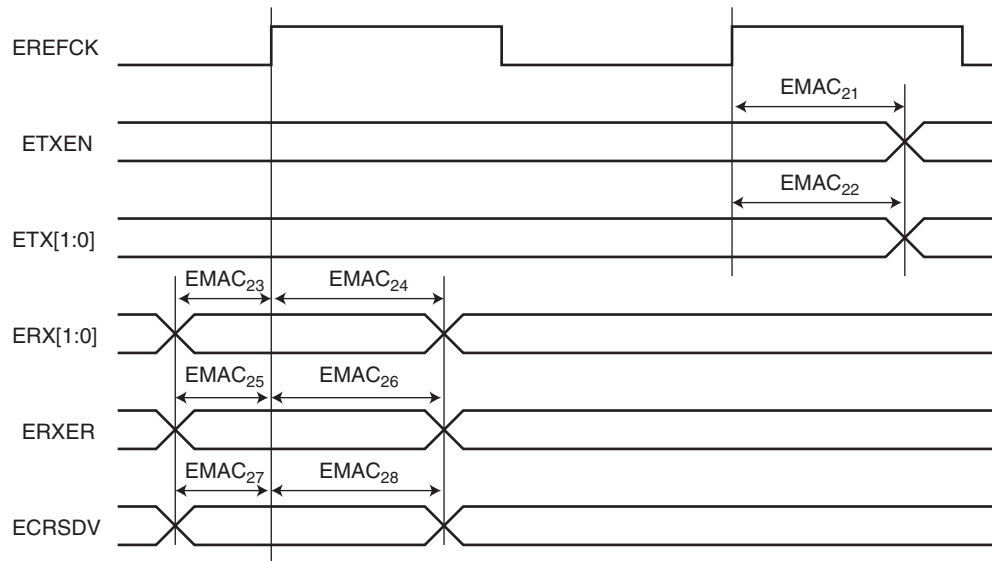 EREFCK
EMAC21
ETXEN
EMAC22
ETX[1:0]
EMAC23 EMAC24
ERX[1:0]
EMAC25 EMAC26
ERXER
EMAC27 EMAC28
ECRSDV